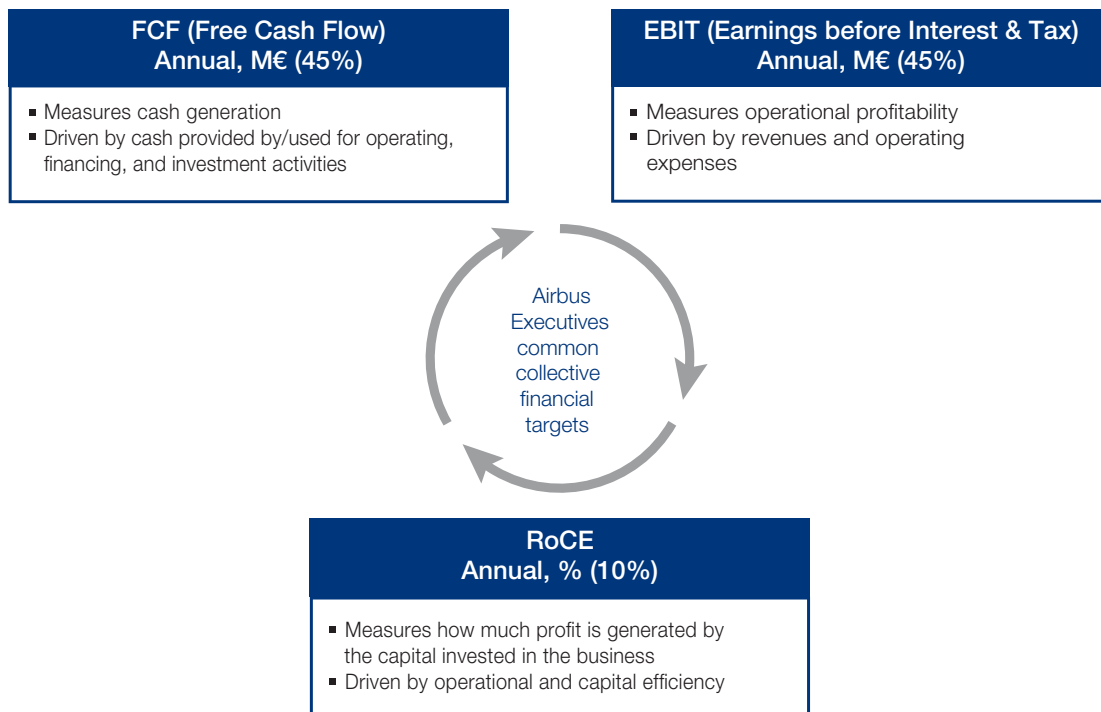 FCF (Free Cash Flow)
Annual, M€ (45%)
▪ Measures cash generation
▪ Driven by cash provided by/used for operating,
financing, and investment activities
EBIT (Earnings before Interest & Tax)
Annual, M€ (45%)
▪ Measures operational profitability
▪ Driven by revenues and operating
expenses
Airbus
Executives
common
collective
financial
targets
RoCE
Annual, % (10%)
▪ Measures how much profit is generated by
the capital invested in the business
▪ Driven by operational and capital efficiency